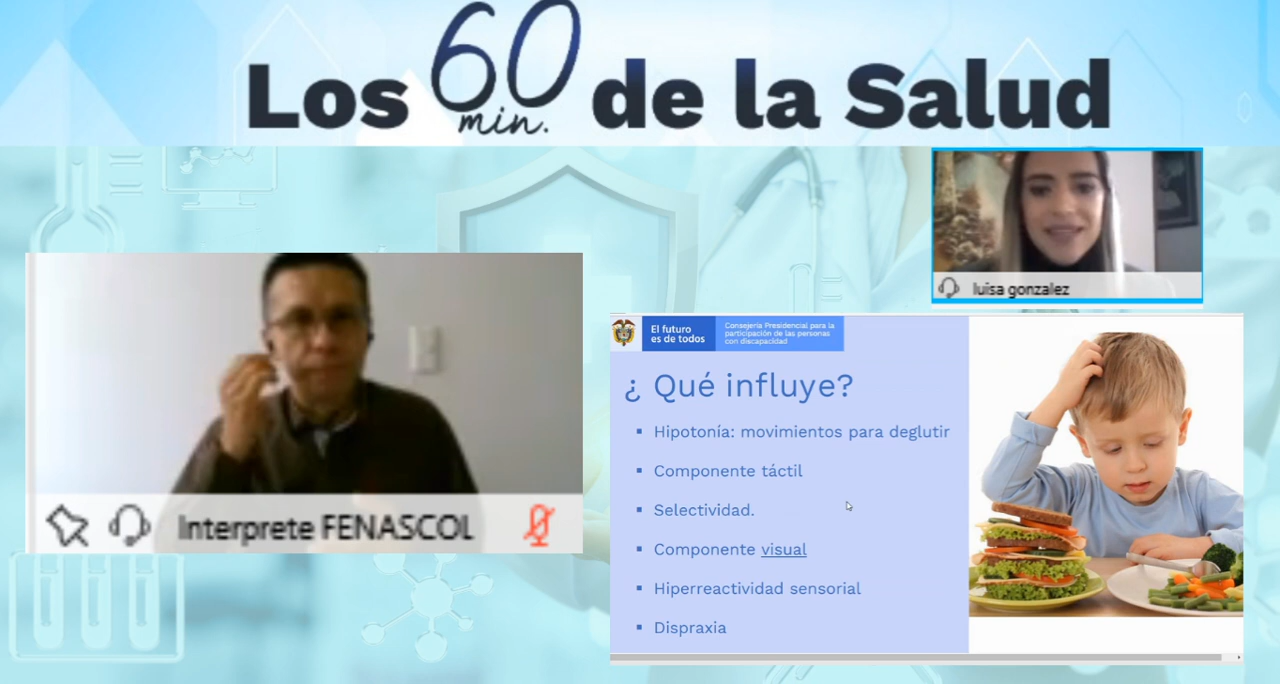 Los 60 min. de la Salud
luisa gonzalez
Interprete FENASCOL
El futuro
es de todos
Consejería Presidencial para la
participación de las personas
con discapacidad
¿ Qué influye?
▪ Hipotonía: movimientos para deglutir
▪ Componente táctil
▪ Selectividad.
▪ Componente visual
▪ Hiperreactividad sensorial
▪ Dispraxia